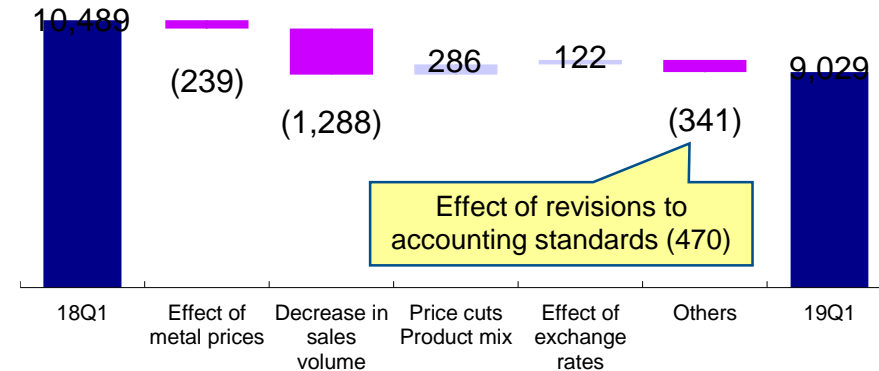 10,489
(239)
(1,288)
286
122
(341)
9,029
Effect of revisions to
accounting standards (470)
18Q1
Effect of
metal prices
Decrease in
sales
volume
Price cuts
Product mix
Effect of
exchange
rates
Others
19Q1